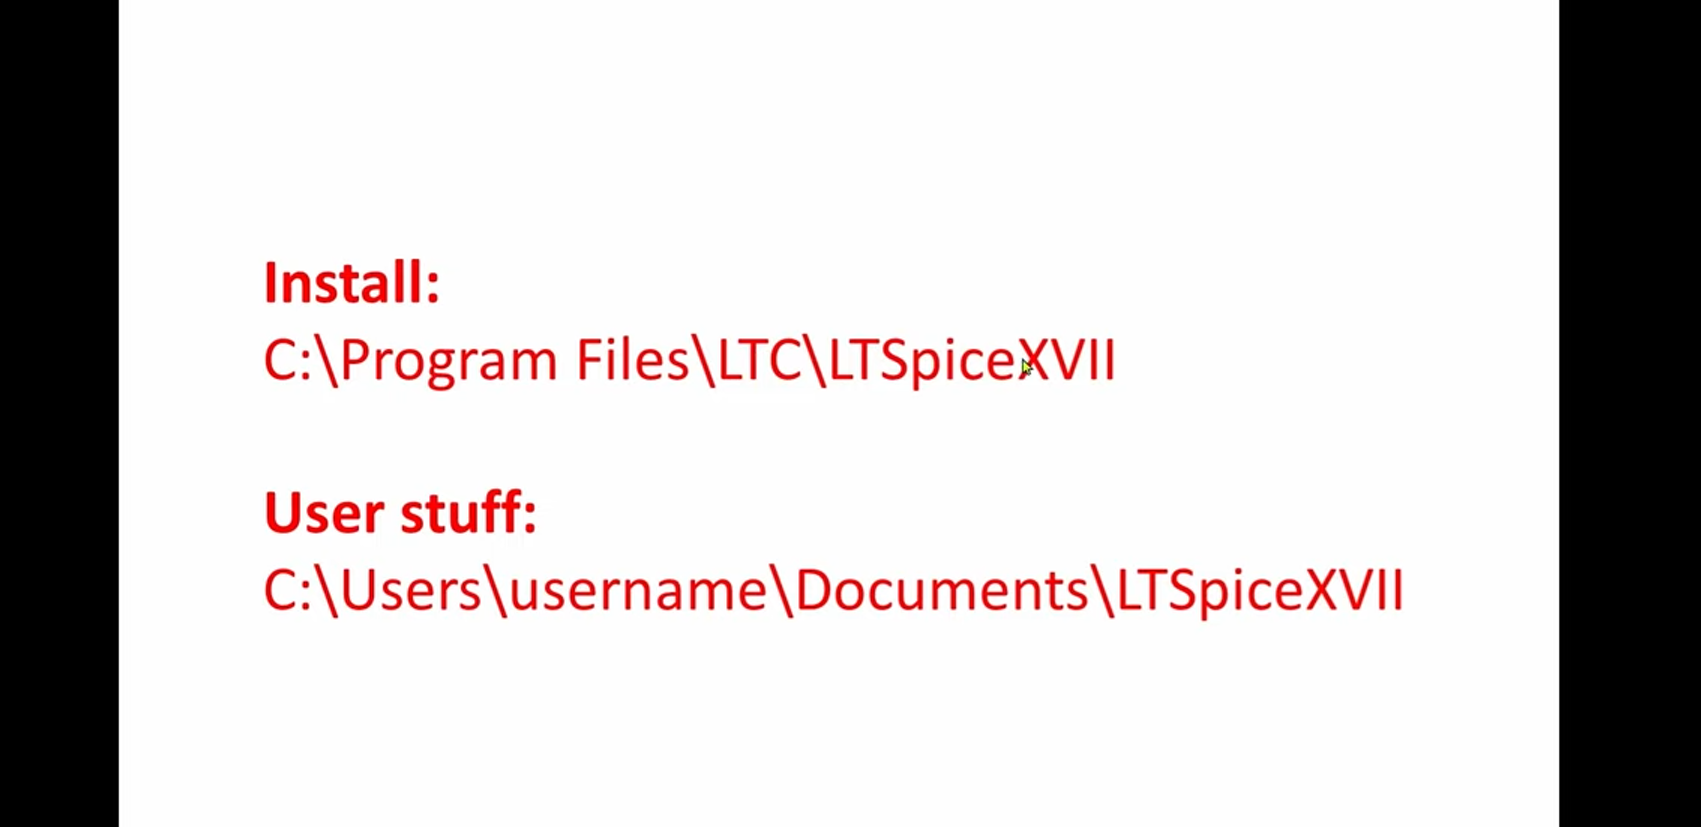 Install:
C:\Program Files\LTC\LTSpiceXVII
User stuff:
C:\Users\username\Documents\LTSpiceXVII